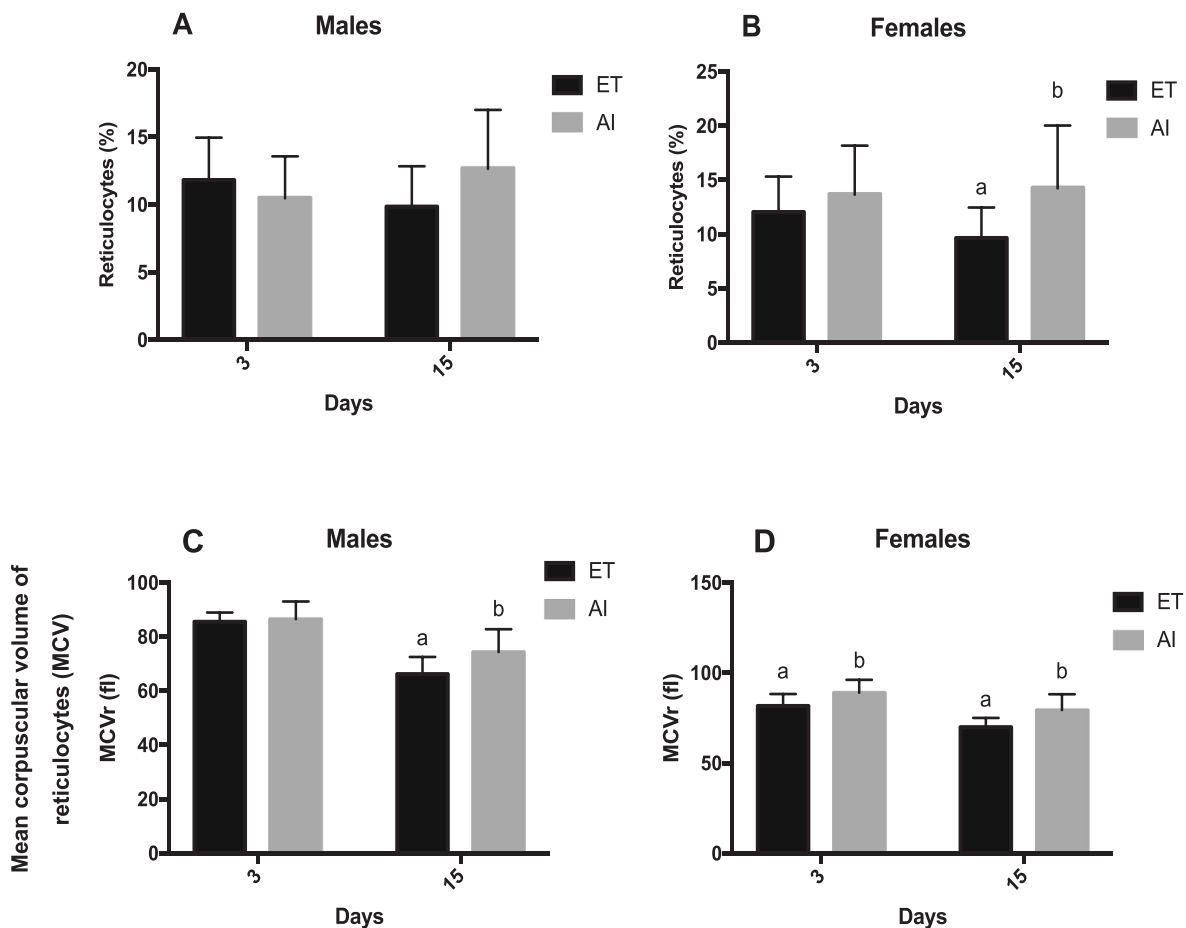 A
Males
20
15
10
5
0
Reticulocytes (%)
3
15
Days
ET
AI
B
Females
25
20
15
10
5
0
Reticulocytes (%)
a
b
3
15
Days
ET
AI
Mean corpuscular volume of
reticulocytes (MCV)
C
Males
100
80
60
40
20
0
MCVr (fl)
a
b
3
15
Days
ET
AI
D
Females
150
100
50
0
MCVr (fl)
a
b
a
b
3
15
Days
ET
AI